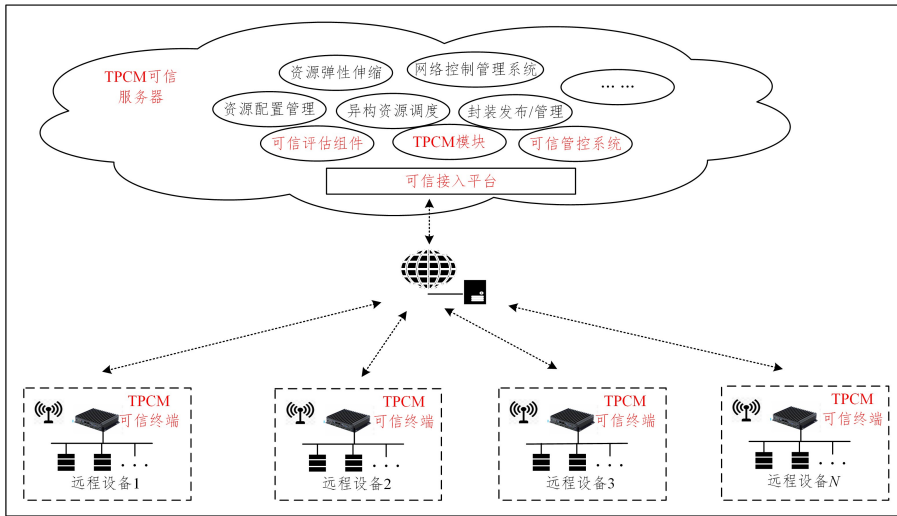 TPCM可信
服务器
资源弹性伸缩
网络控制管理系统
… …
资源配置管理
异构资源调度
封装发布/管理
可信评估组件
TPCM模块
可信管控系统
可信接入平台
TPCM
可信终端
. . .
远程设备1
TPCM
可信终端
. . .
远程设备2
TPCM
可信终端
. . .
远程设备3
TPCM
可信终端
. . .
远程设备N